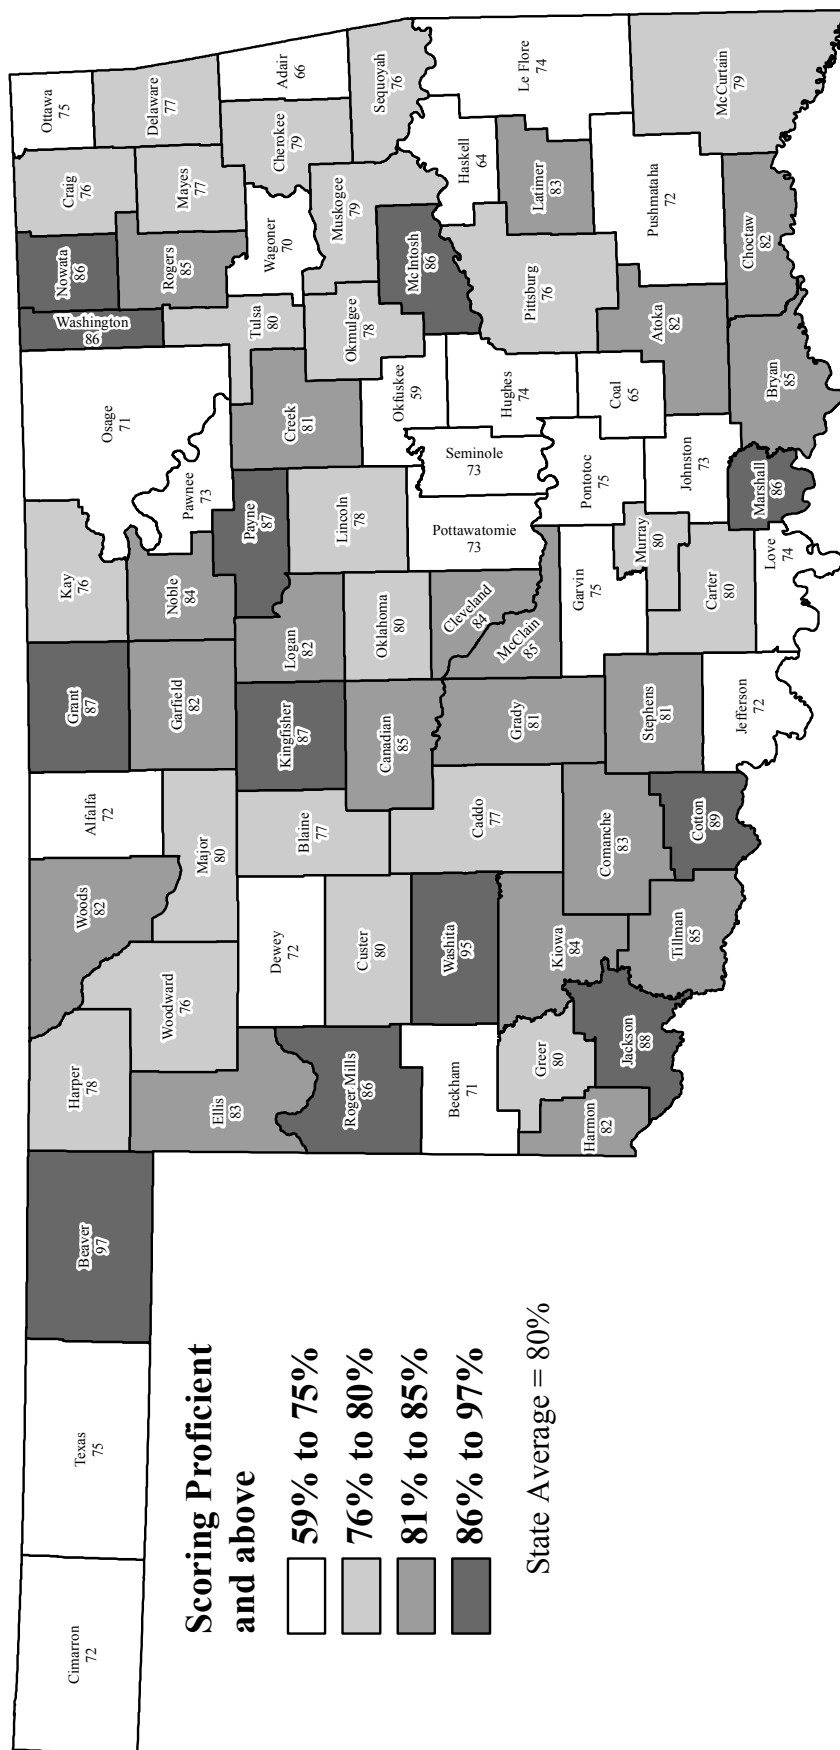 Cimarron
72
Texas
75
Beaver
97
Harper
78
Woods
82
Alfalfa
72
Grant
87
Kay
76
Osage
71
Washington
86
Nowata
86
Craig
76
Ottawa
75
Ellis
83
Woodward
76
Major
80
Garfield
82
Noble
84
Pawnee
73
Rogers
85
Mayes
77
Delaware
77
Roger Mills
86
Dewey
72
Blaine
77
Kingfisher
87
Logan
82
Payne
87
Creek
81
Tulsa
80
Wagoner
70
Cherokee
79
Adair
66
Custer
80
Canadian
85
Oklahoma
80
Lincoln
78
Okfuskee
59
Okmulgee
78
Muskogee
79
Sequoyah
76
Beckham
71
Washita
95
Caddo
77
Grady
81
Cleveland
84
McClain
85
Pottawatomie
73
Seminole
73
Hughes
74
McIntosh
86
Haskell
64
Le Flore
74
Greer
80
Kiowa
84
Comanche
83
Stephens
81
Garvin
75
Pontotoc
75
Coal
65
Pittsburg
76
Latimer
83
Harmon
82
Jackson
88
Tillman
85
Cotton
89
Jefferson
72
Carter
80
Murray
80
Johnston
73
Atoka
82
Pushmataha
72
McCurtain
79
Love
74
Marshall
86
Bryan
85
Choctaw
82
Scoring Proficient
and above
59% to 75%
76% to 80%
81% to 85%
86% to 97%
State Average = 80%